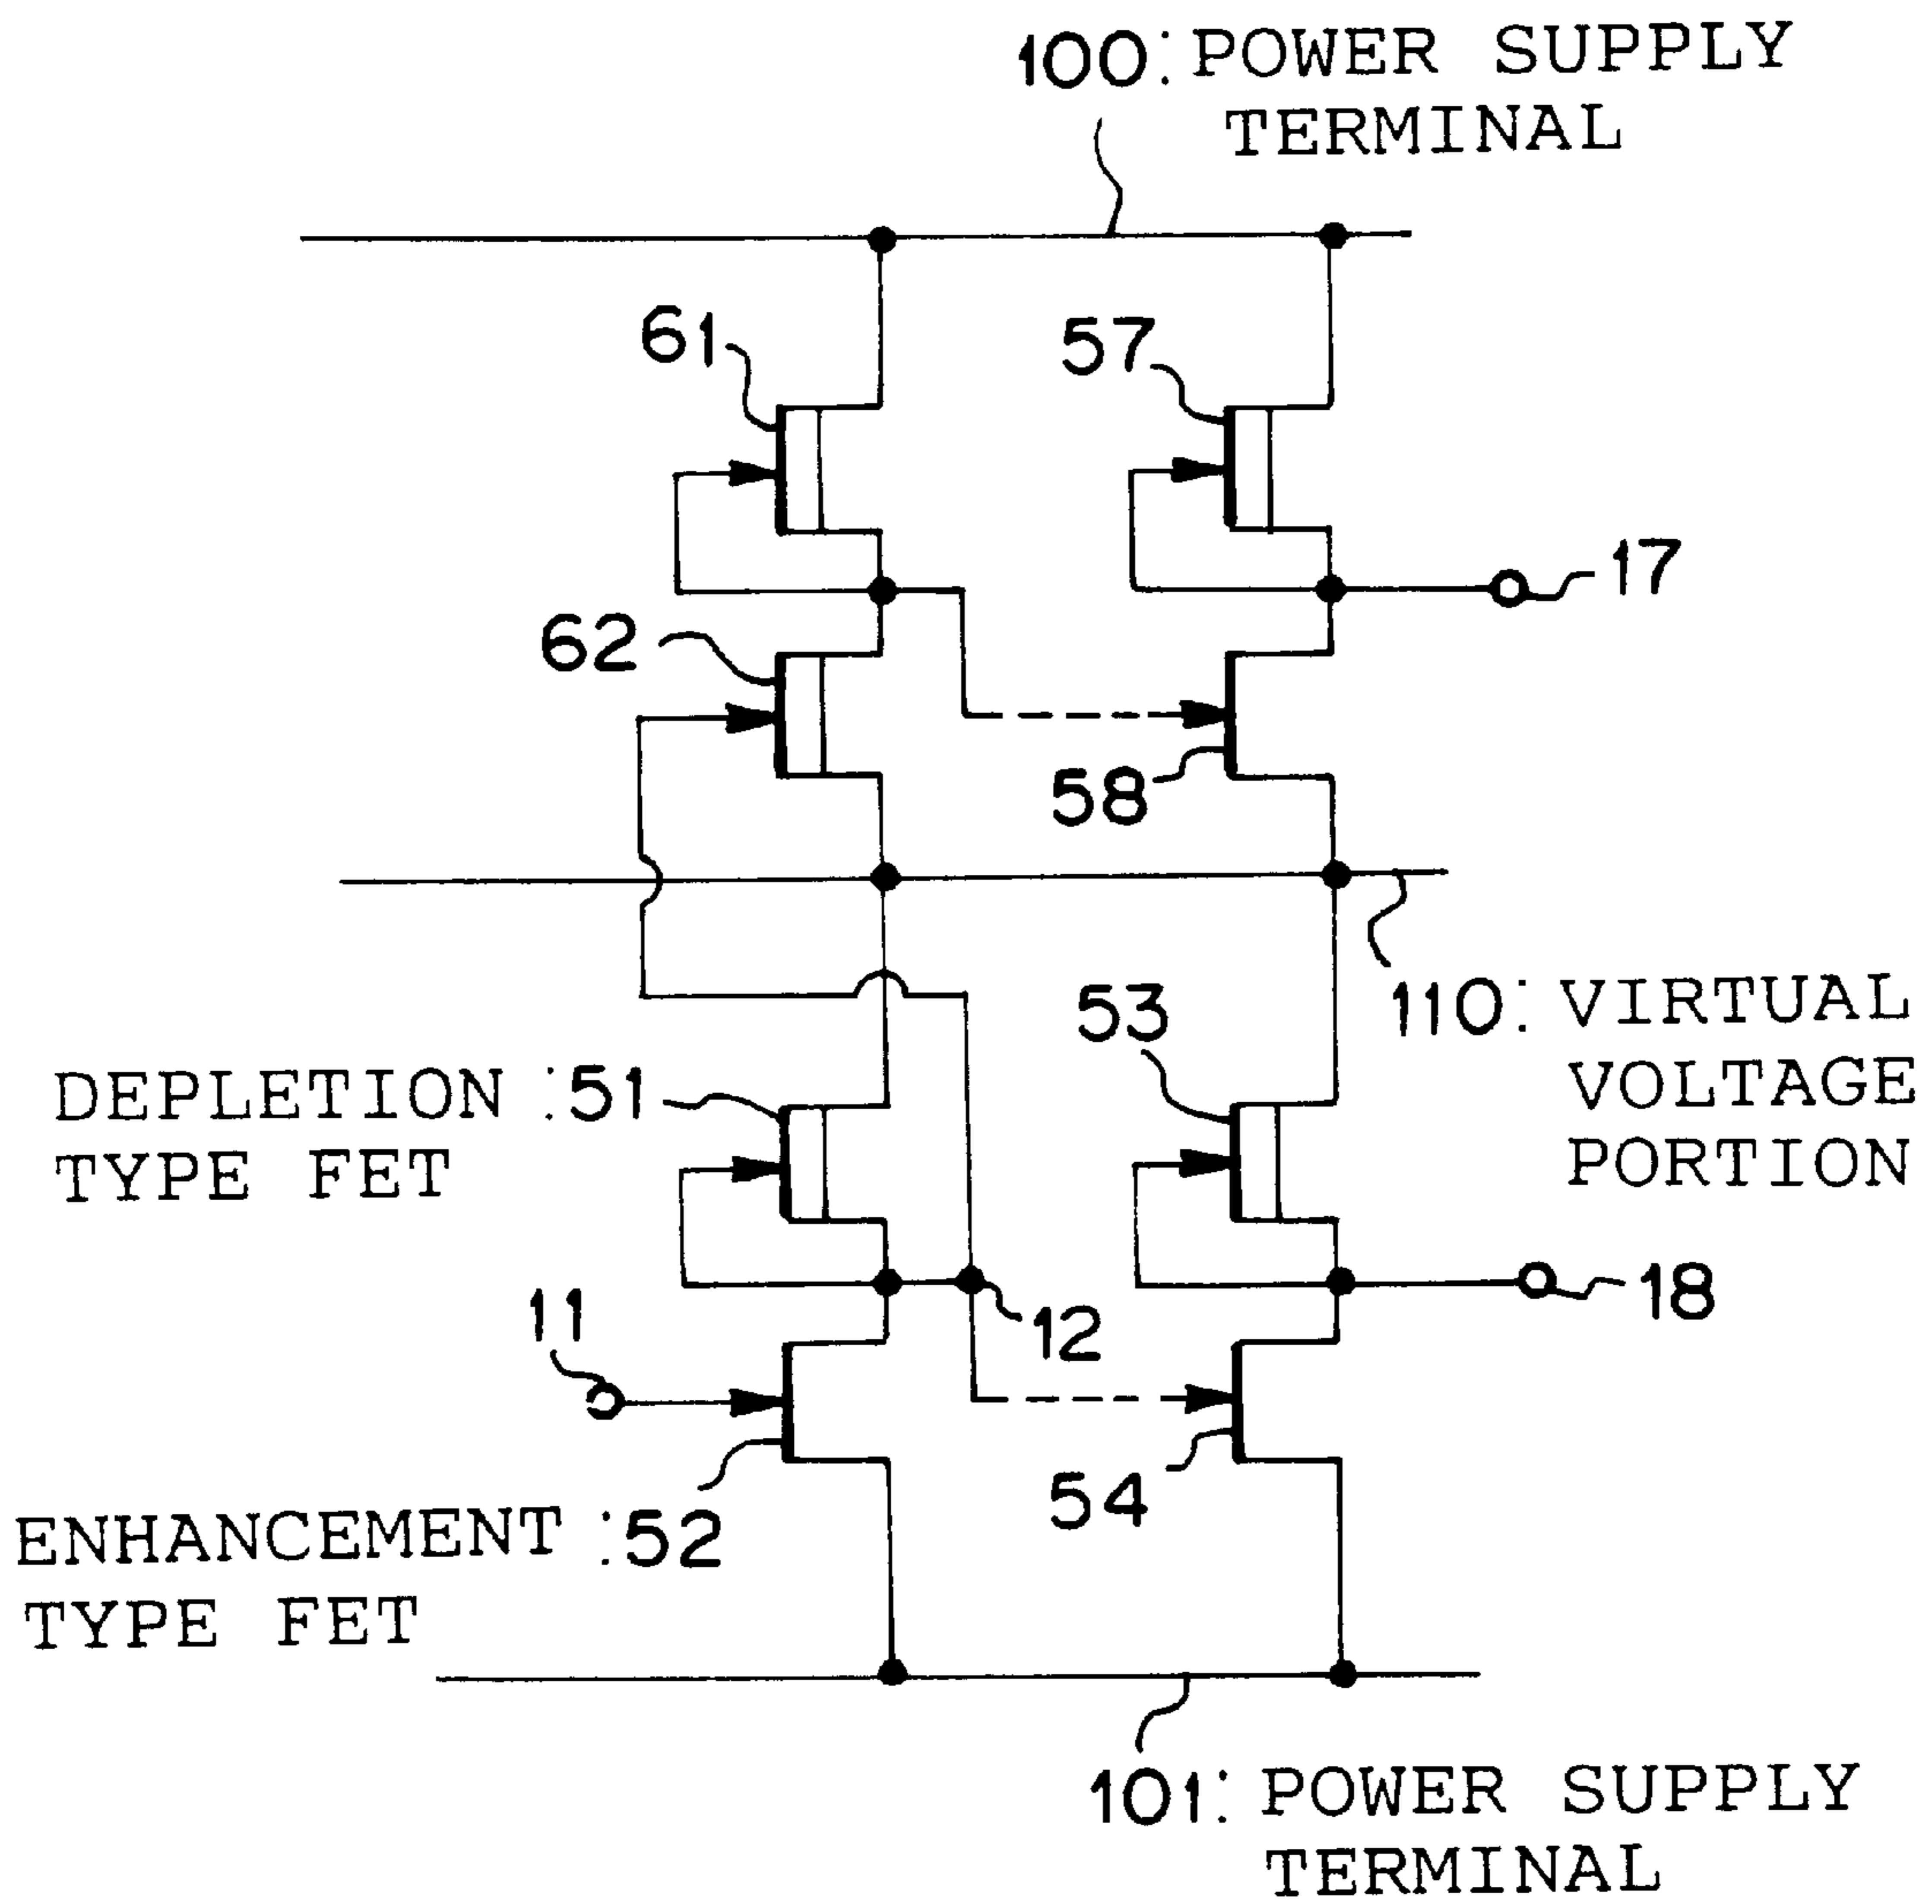 100: POWER SUPPLY
TERMINAL
61
57
17
62
58
110: VIRTUAL
VOLTAGE
PORTION
53
DEPLETION :51
TYPE FET
11
12
18
54
ENHANCEMENT :52
TYPE FET
101: POWER SUPPLY
TERMINAL